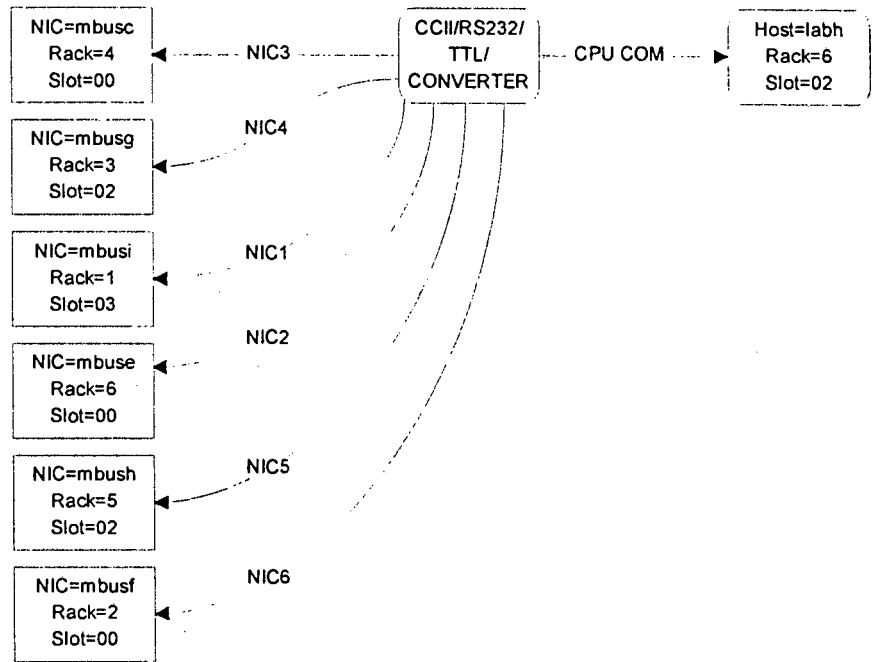 NIC=mbusc
Rack=4
Slot=00
NIC3
CCII/RS232/
TTL/
CONVERTER
CPU COM
Host=labh
Rack=6
Slot=02
NIC=mbusg
Rack=3
Slot=02
NIC4
NIC=mbusi
Rack=1
Slot=03
NIC1
NIC=mbuse
Rack=6
Slot=00
NIC2
NIC=mbush
Rack=5
Slot=02
NIC5
NIC=mbusf
Rack=2
Slot=00
NIC6